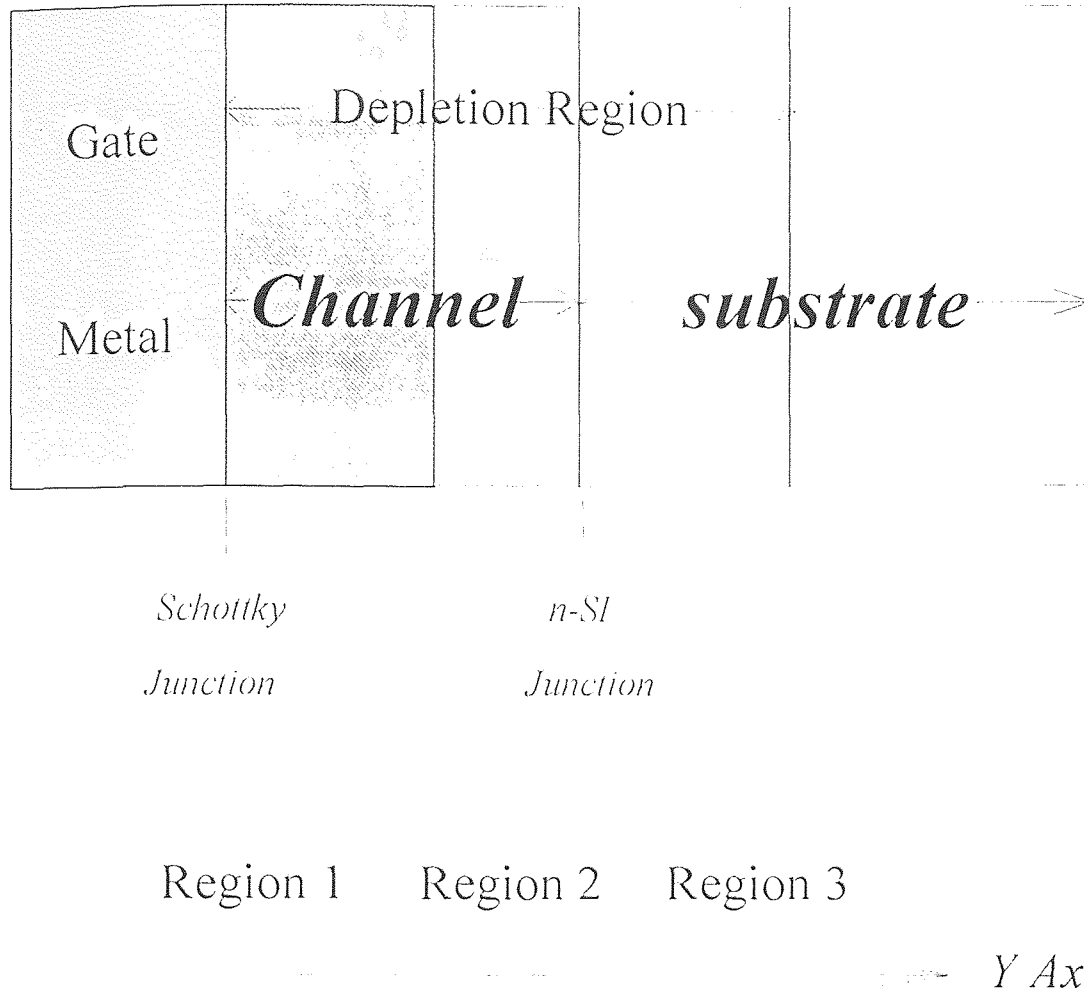 Depletion Region
Gate
Channel
substrate
Metal
Schottky
n-SI
Junction
Junction
Region 1
Region 2
Region 3
Y Ax